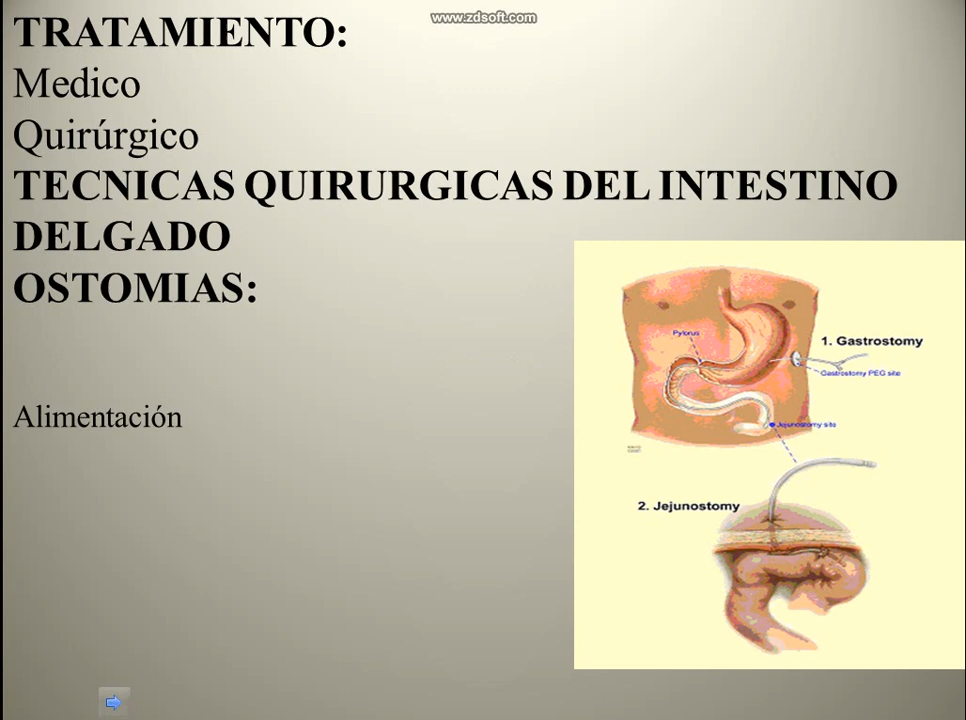 www.zdsoft.com
TRATAMIENTO:
Medico
Quirúrgico
TECNICAS QUIRURGICAS DEL INTESTINO
DELGADO
OSTOMIAS:
Alimentación
Pylorus
1. Gastrostomy
Gastrostomy PEG site
Jejunostomy site
2. Jejunostomy